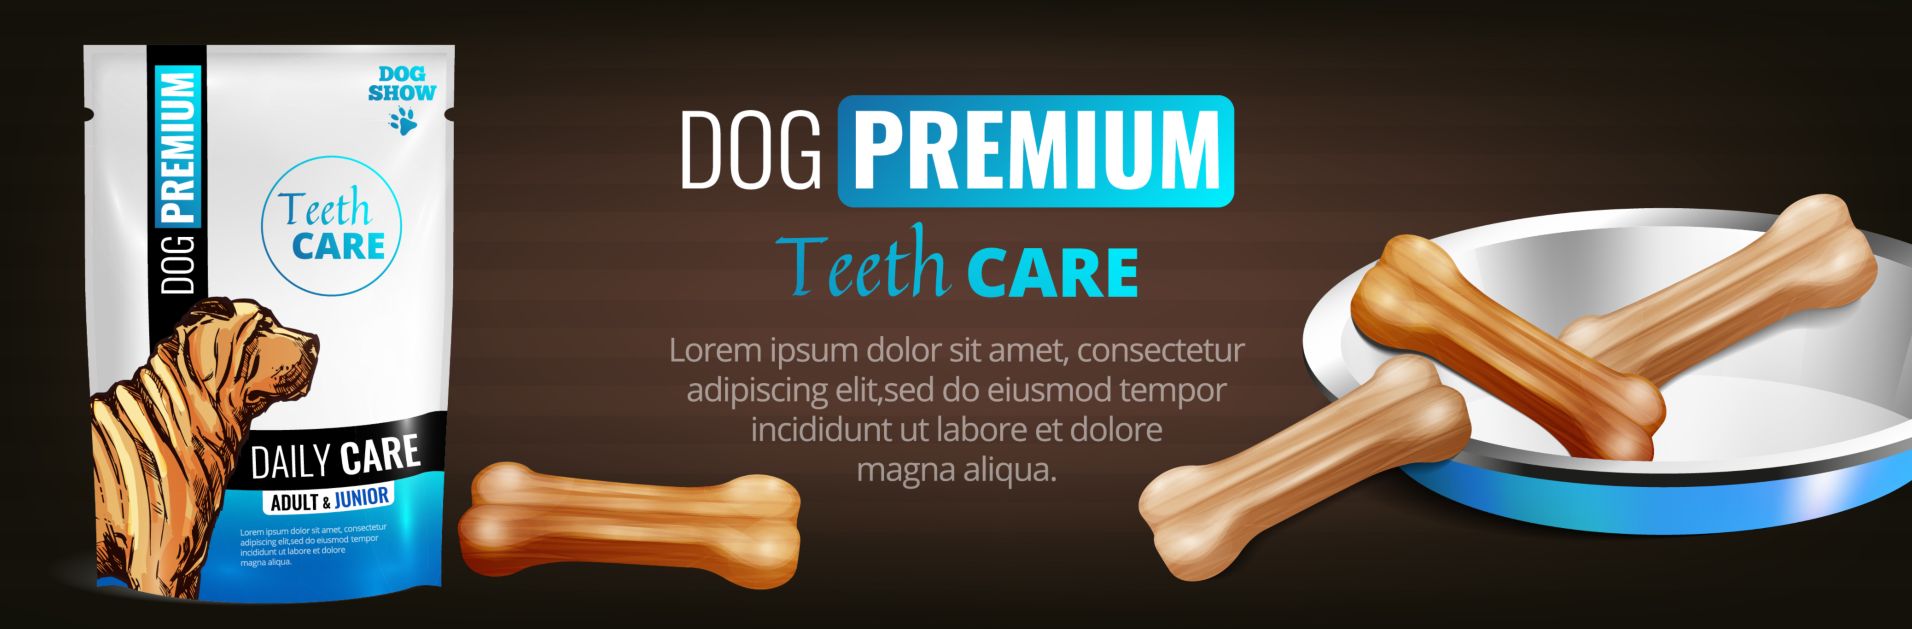 DOG PREMIUM
DOG
SHOW
Teeth
CARE
DAILY CARE
ADULT & JUNIOR
Lorem ipsum dolor sit amet, consectetur
adipiscing elit,sed do eiusmod tempor
incididunt ut labore et dolore
magna aliqua.
DOG PREMIUM
Teeth CARE
Lorem ipsum dolor sit amet, consectetur
adipiscing elit,sed do eiusmod tempor
incididunt ut labore et dolore
magna aliqua.